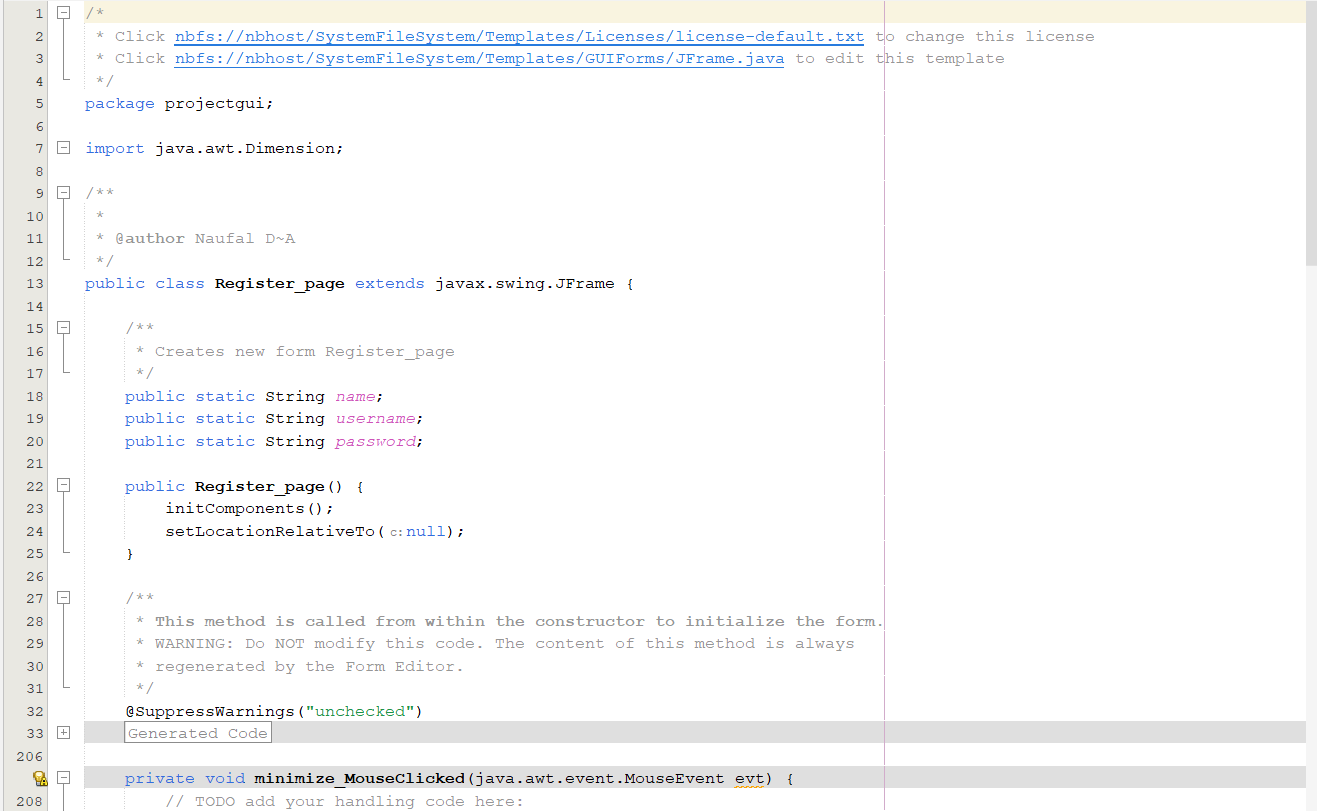 1 /*
2 * Click nbfs://nbhost/SystemFileSystem/Templates/Licenses/license-default.txt to change this license
3 * Click nbfs://nbhost/SystemFileSystem/Templates/GUIForms/JFrame.java to edit this template
4 */
5 package projectgui;
6
7 import java.awt.Dimension;
8
9 /**
10 *
11 * @author Naufal D~A
12 */
13 public class Register_page extends javax.swing.JFrame {
14
15 /**
16 * Creates new form Register_page
17 */
18 public static String name;
19 public static String username;
20 public static String password;
21
22 public Register_page() {
23 initComponents();
24 setLocationRelativeTo( c: null);
25 }
26
27 /**
28 * This method is called from within the constructor to initialize the form.
29 * WARNING: Do NOT modify this code. The content of this method is always
30 * regenerated by the Form Editor.
31 */
32 @SuppressWarnings("unchecked")
33 Generated Code
206
private void minimize_MouseClicked(java.awt.event.MouseEvent evt) {
208 // TODO add your handling code here: